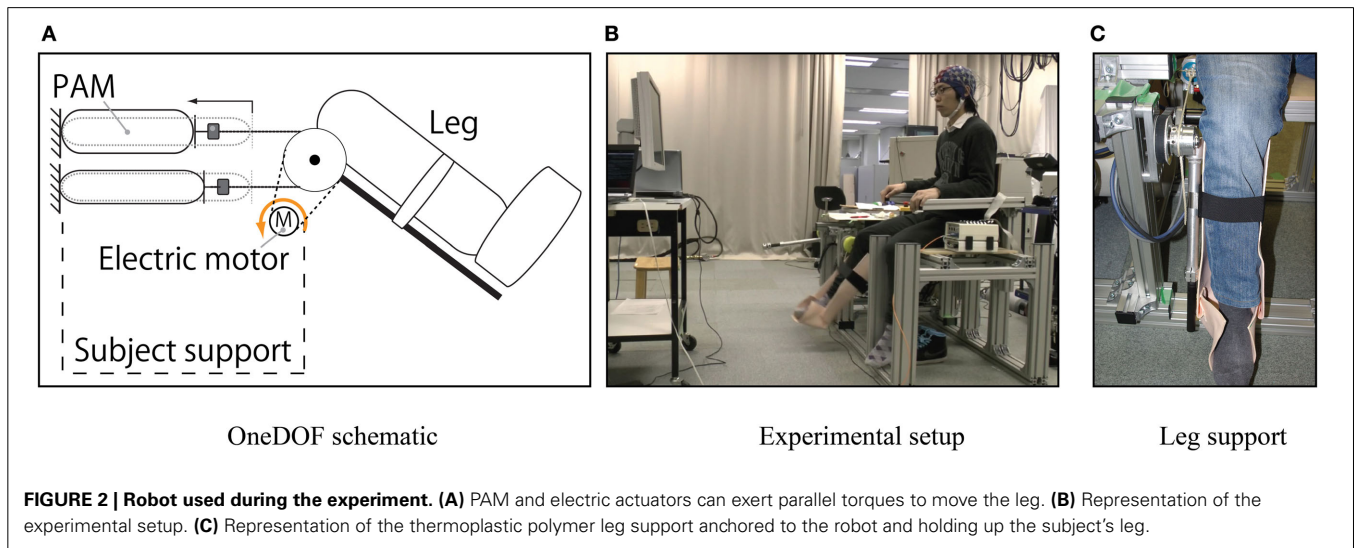 A
PAM
Leg
M
Electric motor
Subject support
OneDOF schematic
B
Experimental setup
C
Leg support
FIGURE 2 | Robot used during the experiment. (A) PAM and electric actuators can exert parallel torques to move the leg. (B) Representation of the
experimental setup. (C) Representation of the thermoplastic polymer leg support anchored to the robot and holding up the subject's leg.